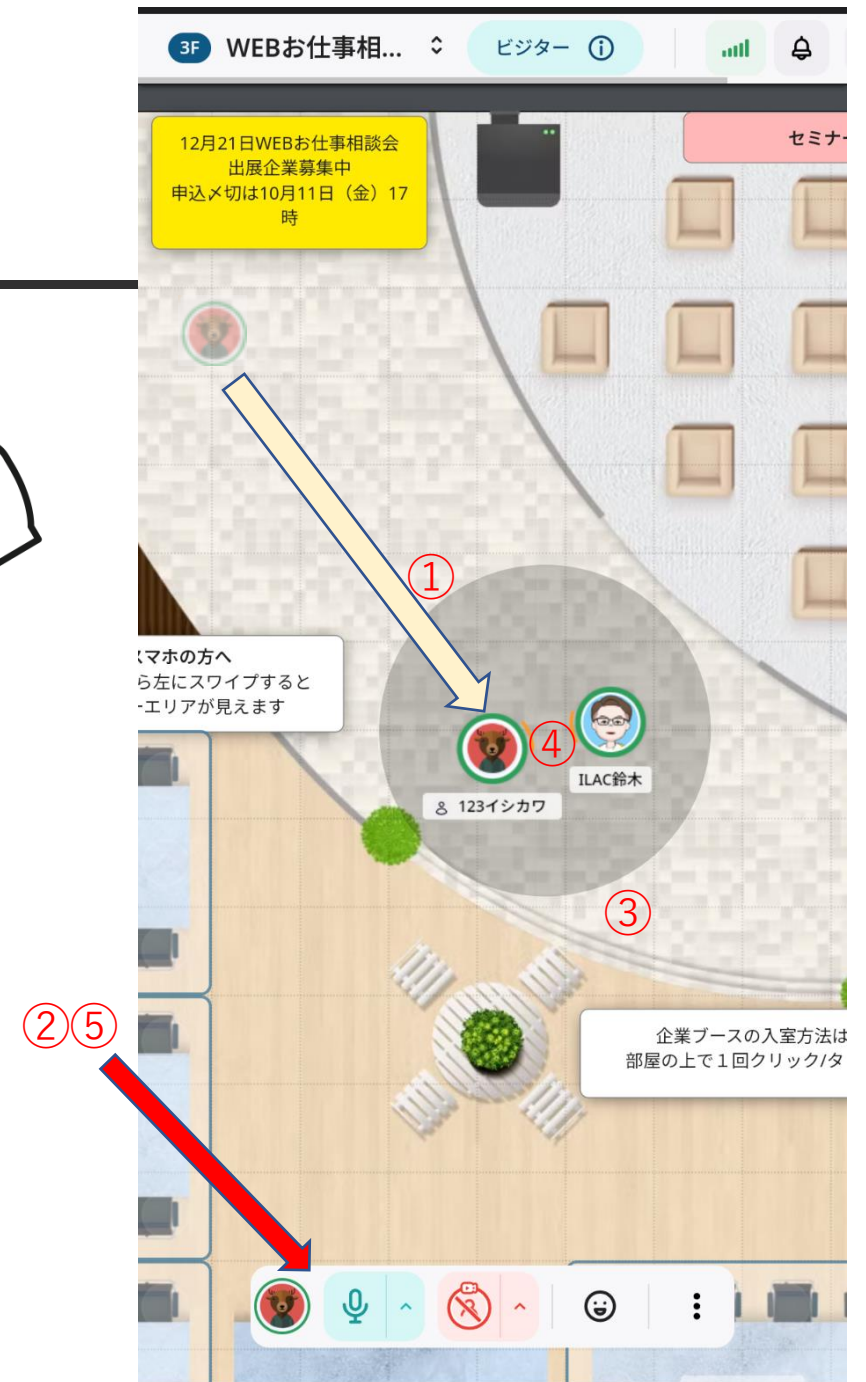 3F WEBお仕事相... ビジター
12月21日WEBお仕事相談会
出展企業募集中
申込〆切は10月11日（金）17
時
セミナー
①
マホの方へ
ら左にスワイプすると
ーエリアが見えます
④
123イシカワ
ILAC鈴木
③
②⑤
企業ブースの入室方法は
部屋の上で１回クリック/タ